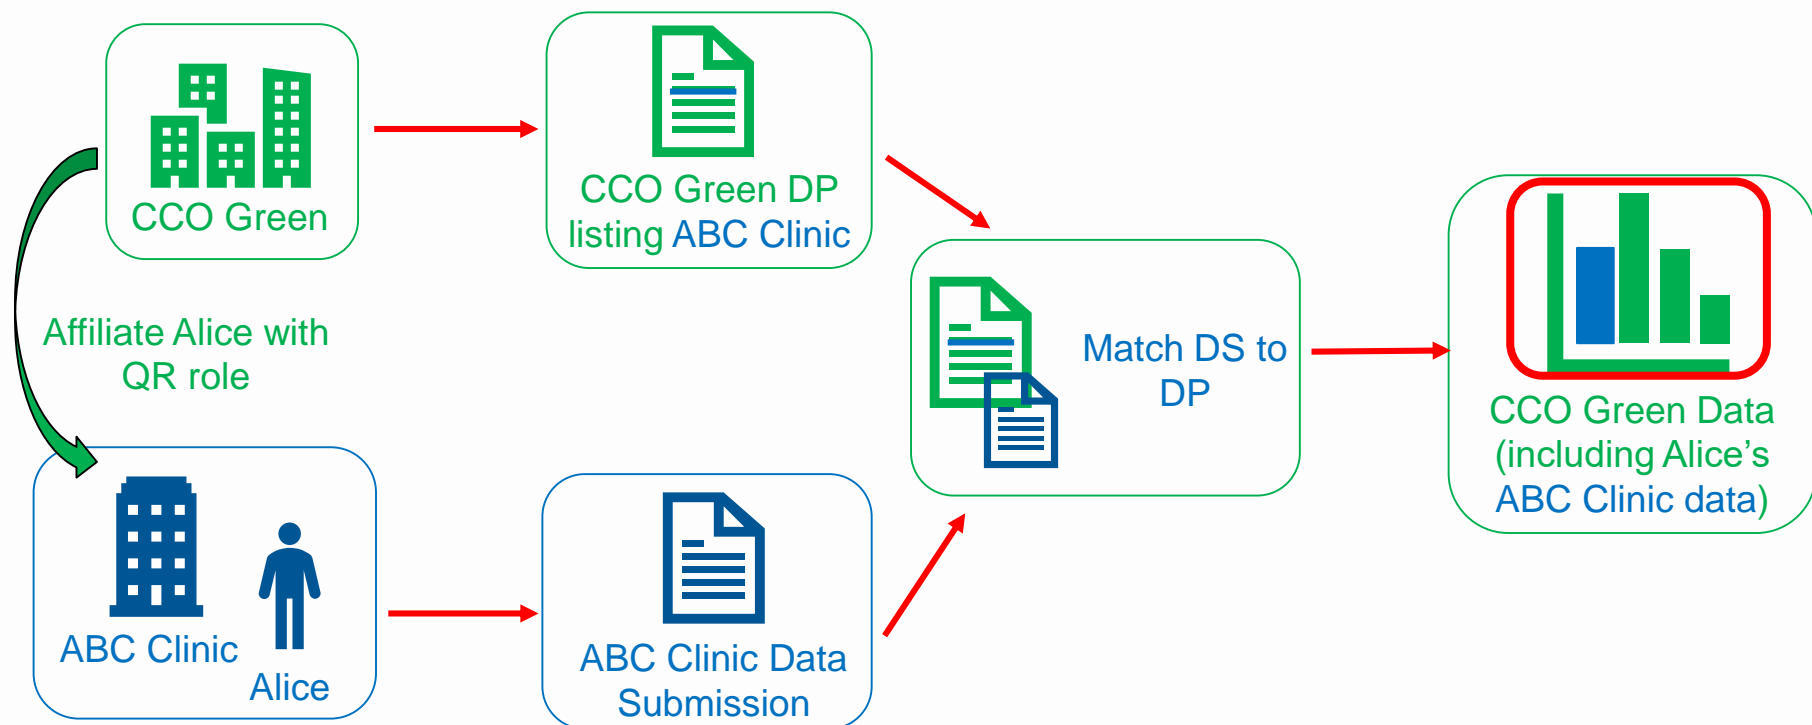 CCO Green
CCO Green DP
listing ABC Clinic
Affiliate Alice with
QR role
Match DS to
DP
CCO Green Data
(including Alice's
ABC Clinic data)
ABC Clinic
Alice
ABC Clinic Data
Submission